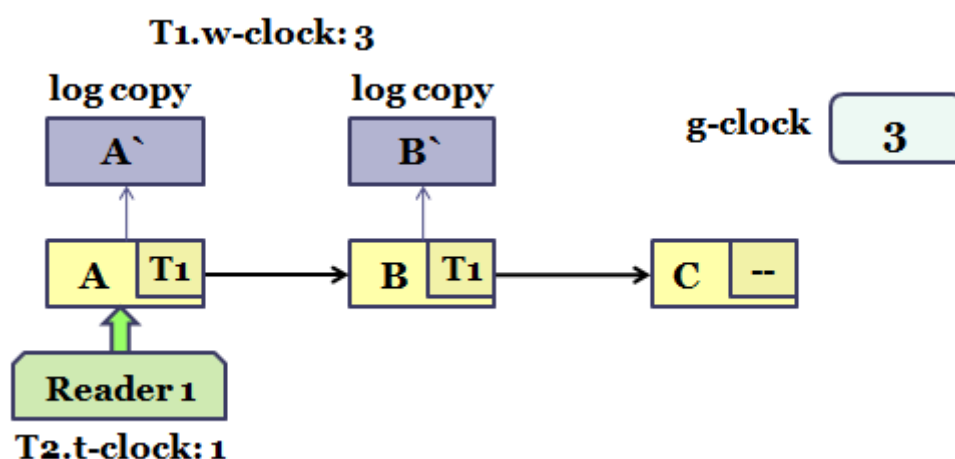 T1.w-clock: 3
log copy
log copy
g-clock
3
A`
B`
A
T1
B
T1
C
--
Reader 1
T2.t-clock: 1